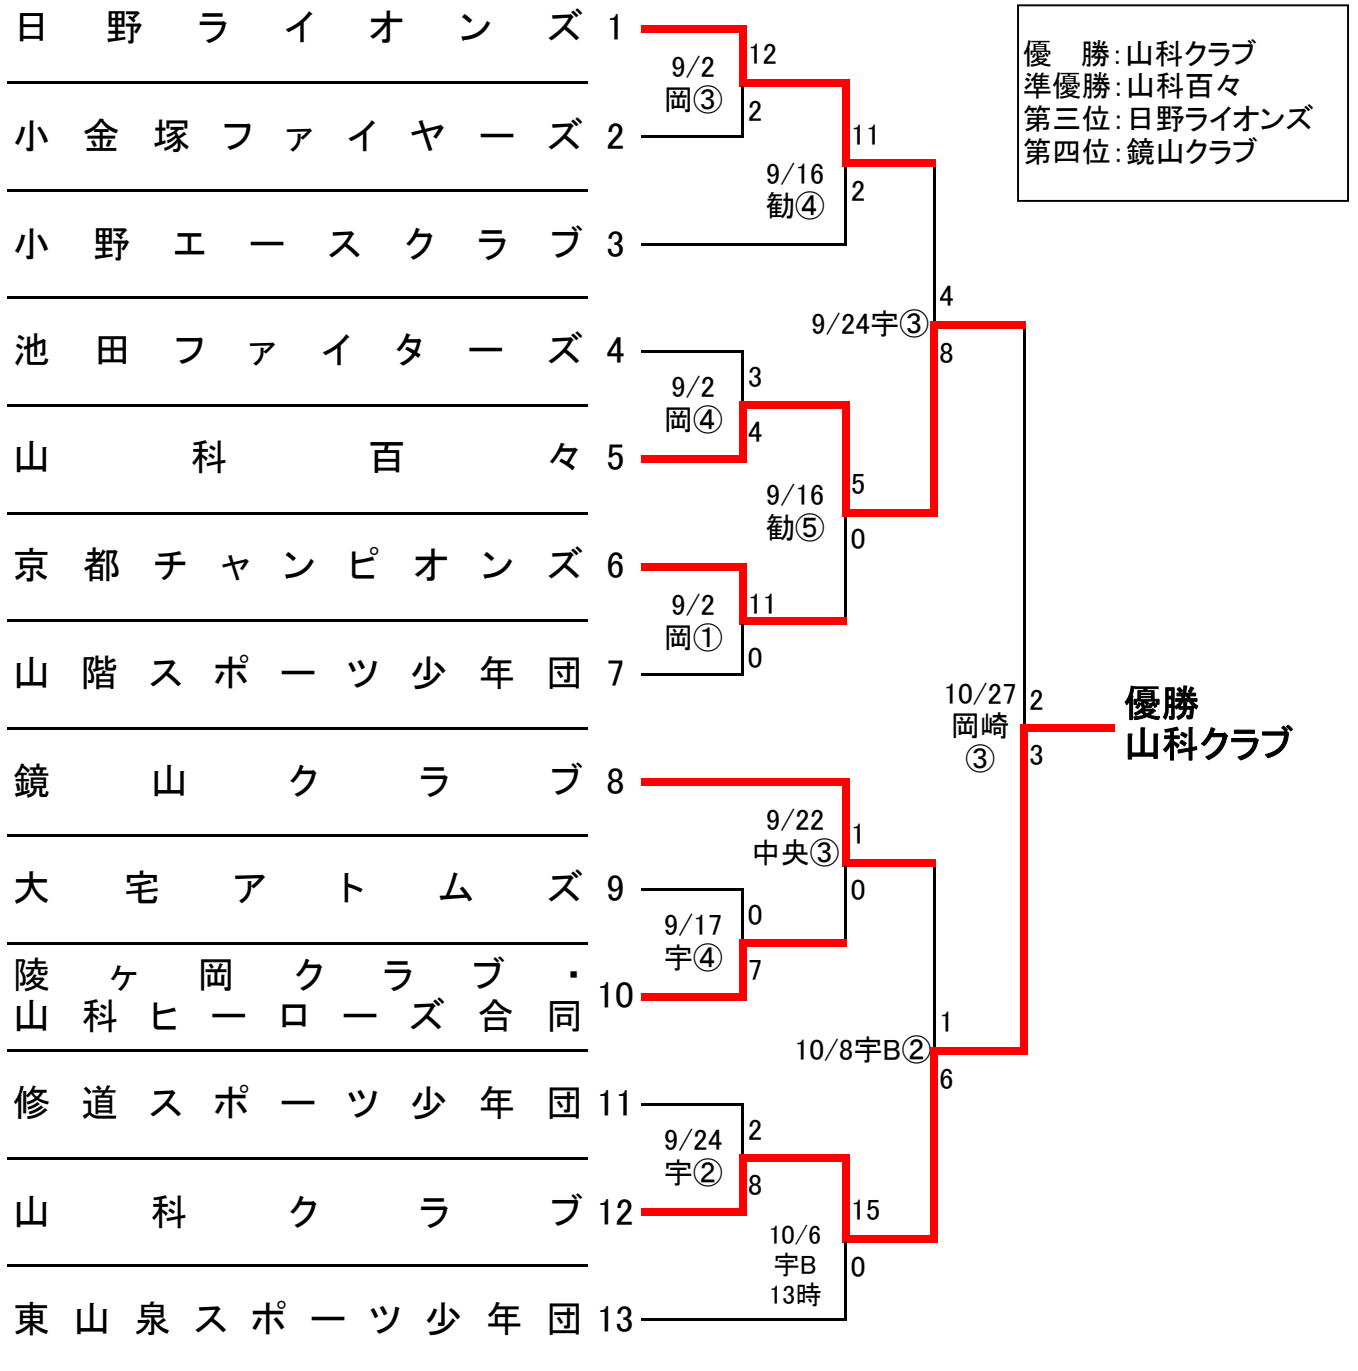 日野ライオンズ 1
小金塚ファイヤーズ 2
小野エースクラブ 3
池田ファイターズ 4
山科百々 5
京都チャンピオンズ 6
山階スポーツ少年団 7
鏡山クラブ 8
大宅アトムズ 9
陵ヶ岡クラブ・
山科ヒーローズ合同 10
修道スポーツ少年団 11
山科クラブ 12
東山泉スポーツ少年団 13
9/2
岡③
12
2
9/2
岡④
3
4
9/2
岡①
11
0
9/17
宇④
0
7
9/24
宇②
2
8
9/16
勧④
11
2
9/16
勧⑤
5
0
9/22
中央③
1
0
10/6
宇B
13時
15
0
9/24宇③
4
8
10/8宇B②
1
6
10/27
岡崎
③
2
3
優勝
山科クラブ
優　勝:山科クラブ
準優勝:山科百々
第三位:日野ライオンズ
第四位:鏡山クラブ